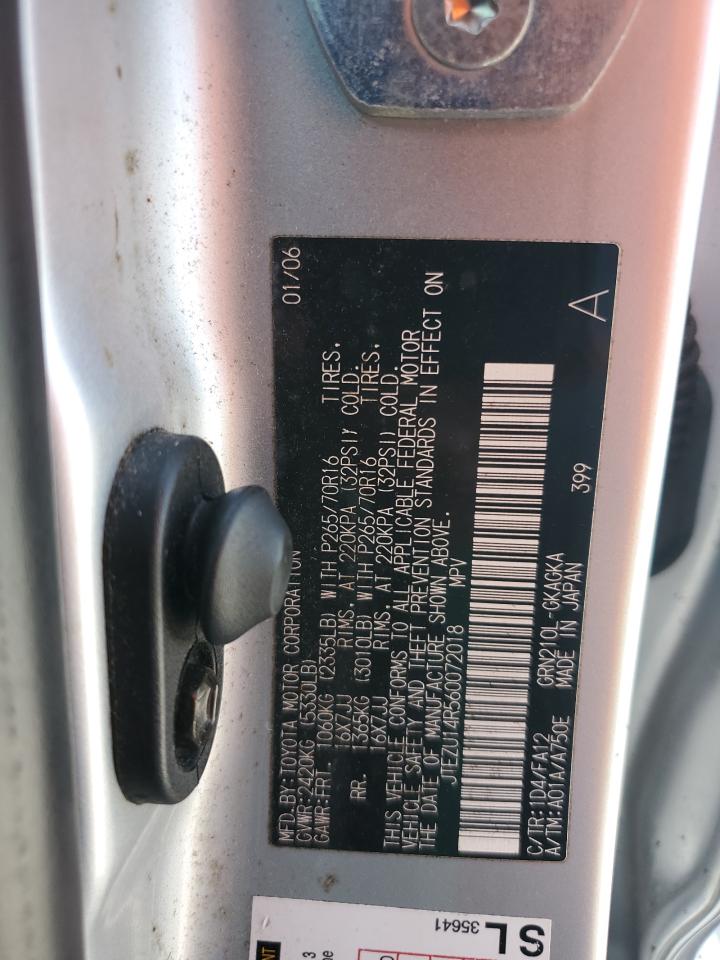 MFD.BY:TOYOTA MOTOR CORPORATION 01/06
GVWR:2420KG (5330LB)
GAWR:FRT. 1060KG (2335LB) WITH P265/70R16 TIRES,
16X7JJ RIMS, AT 220KPA (32PSI) COLD.
RR. 1365KG (3010LB) WITH P265/70R16 TIRES,
16X7JJ RIMS, AT 220KPA (32PSI) COLD.
THIS VEHICLE CONFORMS TO ALL APPLICABLE FEDERAL MOTOR
VEHICLE SAFETY AND THEFT PREVENTION STANDARDS IN EFFECT ON
THE DATE OF MANUFACTURE SHOWN ABOVE.
JTEZU14R560072018 MPV
C/TR:1D4/FA12 GRN210L-GKAGKA 399 A
A/TM:A01A/A750E MADE IN JAPAN
SL
35641